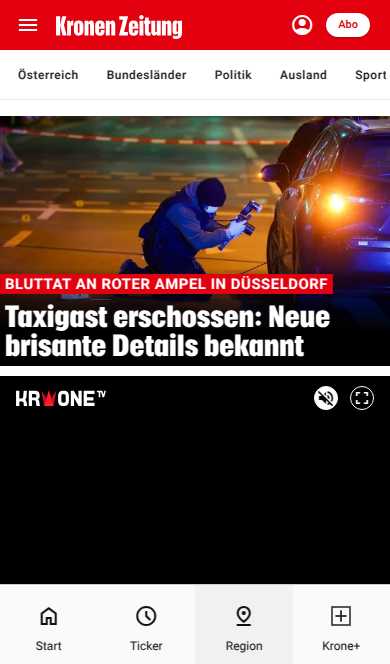 Kronen Zeitung
Abo
Österreich Bundesländer Politik Ausland Sport
BLUTTAT AN ROTER AMPEL IN DÜSSELDORF
Taxigast erschossen: Neue
brisante Details bekannt
KRONE TV
Start Ticker Region Krone+